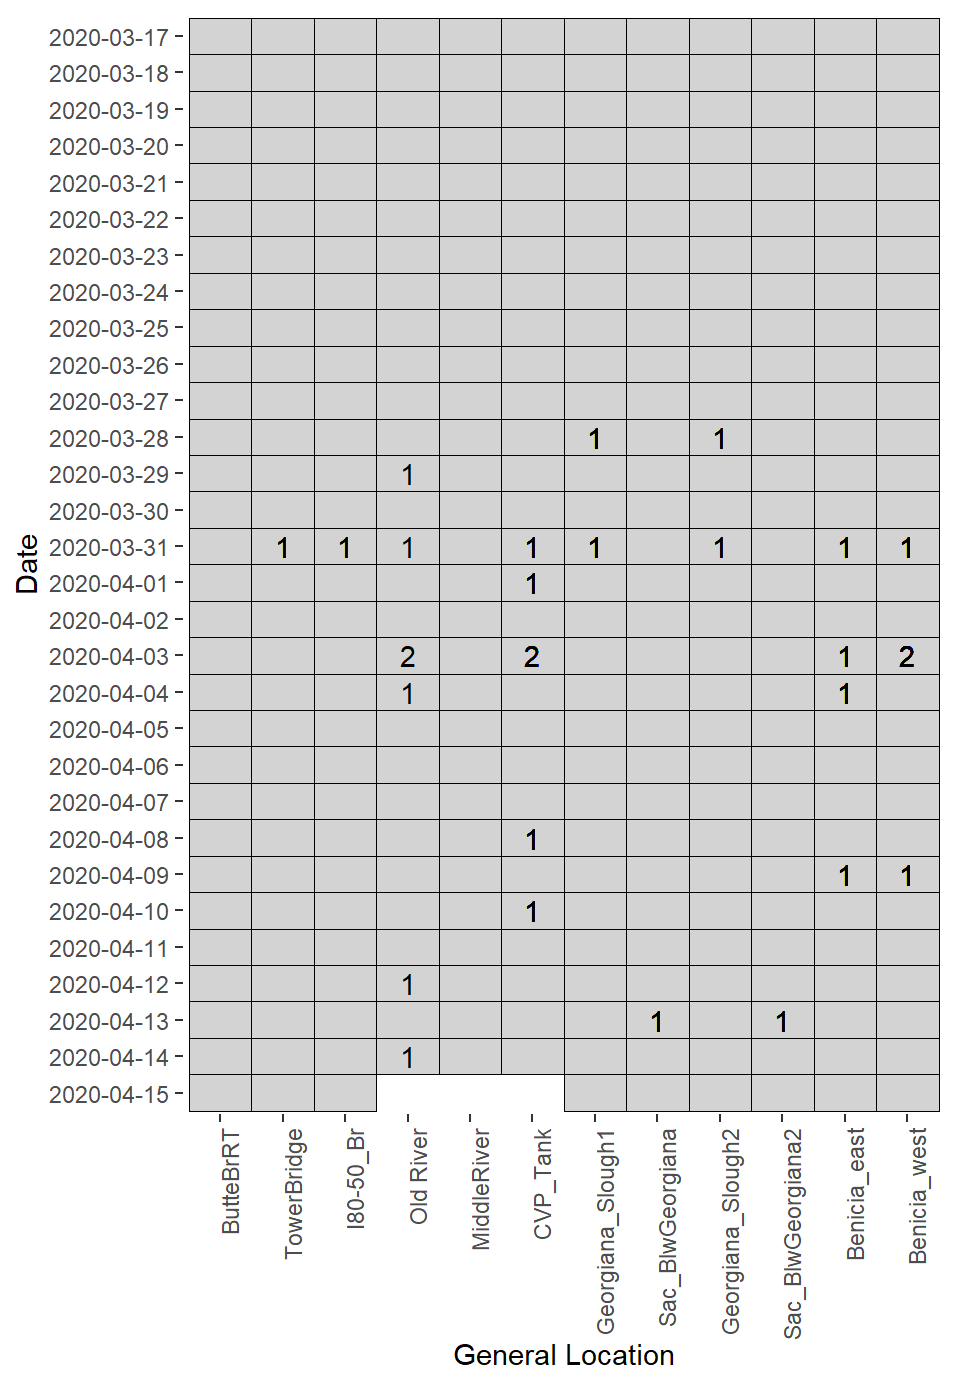 2020-03-17
2020-03-18
2020-03-19
2020-03-20
2020-03-21
2020-03-22
2020-03-23
2020-03-24
2020-03-25
2020-03-26
2020-03-27
2020-03-28 1 1
2020-03-29 1
2020-03-30
2020-03-31 1 1 1 1 1 1 1 1
2020-04-01 1
2020-04-02
2020-04-03 2 2 1 2
2020-04-04 1 1
2020-04-05
2020-04-06
2020-04-07
2020-04-08 1
2020-04-09 1 1
2020-04-10 1
2020-04-11
2020-04-12 1
2020-04-13 1 1
2020-04-14 1
2020-04-15
Date
ButteBrRT
TowerBridge
I80-50_Br
Old River
MiddleRiver
CVP_Tank
Georgiana_Slough1
Sac_BlwGeorgiana
Georgiana_Slough2
Sac_BlwGeorgiana2
Benicia_east
Benicia_west
General Location